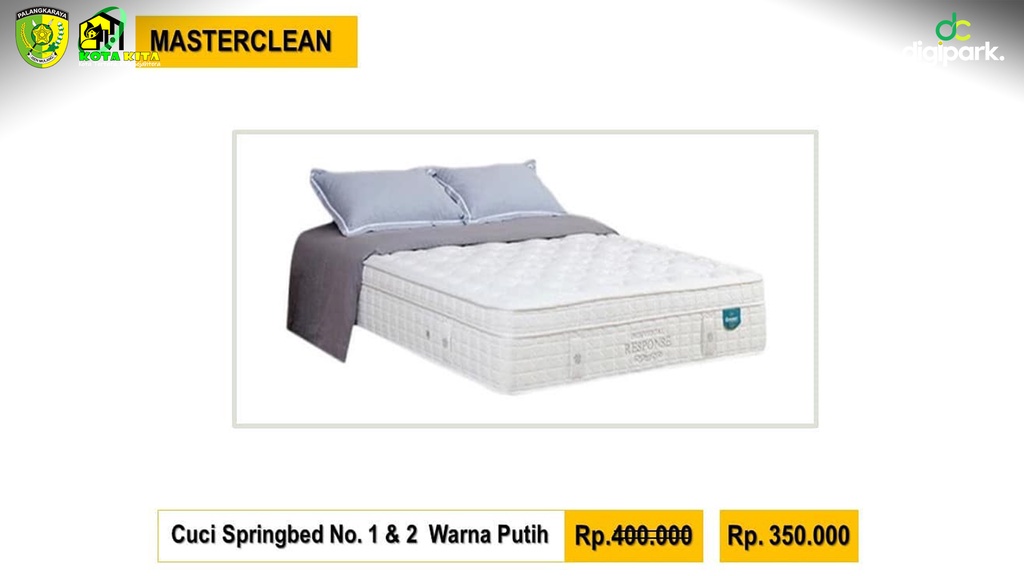 PALANGKARAYA
KOTA KITA
MASTERCLEAN
dc
digipark.
RESPONSE
Cuci Springbed No. 1 & 2 Warna Putih
Rp.400.000
Rp. 350.000